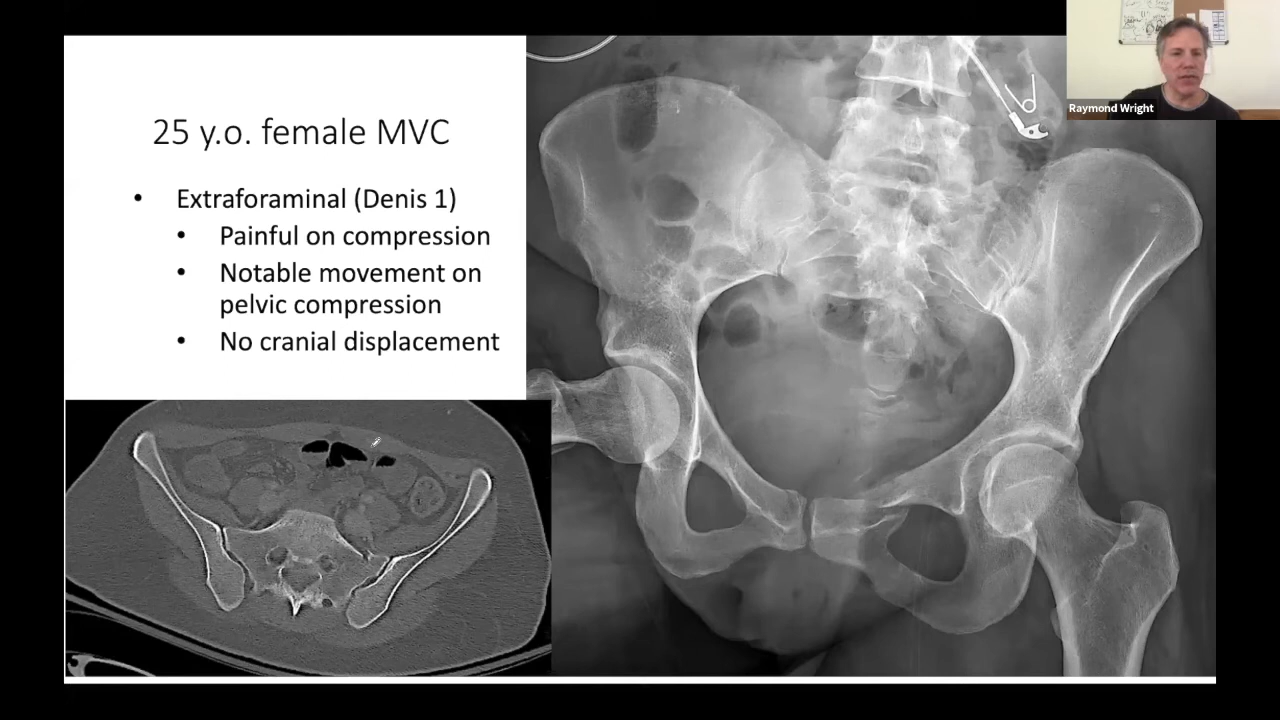 25 y.o. female MVC
• Extraforaminal (Denis 1)
• Painful on compression
• Notable movement on
pelvic compression
• No cranial displacement
Raymond Wright